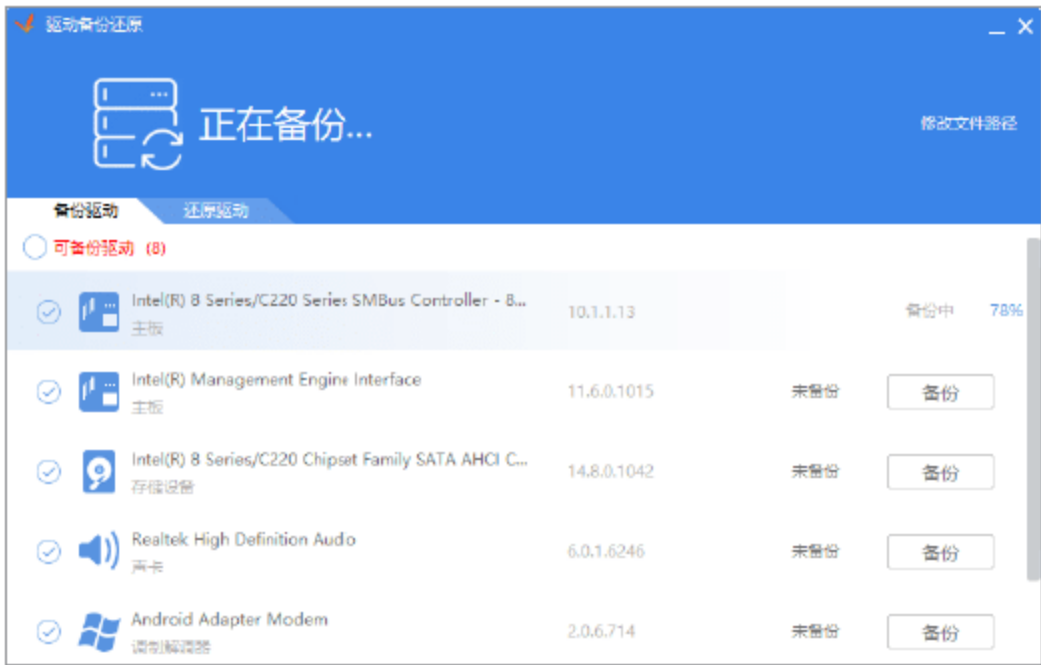 驱动备份还原
正在备份...
修改文件路径
备份驱动 还原驱动
可备份驱动 (8)
Intel(R) 8 Series/C220 Series SMBus Controller - 8...
主板
10.1.1.13 备份中 78%
Intel(R) Management Engine Interface
主板
11.6.0.1015 未备份 备份
Intel(R) 8 Series/C220 Chipset Family SATA AHCI C...
存储设备
14.8.0.1042 未备份 备份
Realtek High Definition Audio
声卡
6.0.1.6246 未备份 备份
Android Adapter Modem
调制解调器
2.0.6.714 未备份 备份